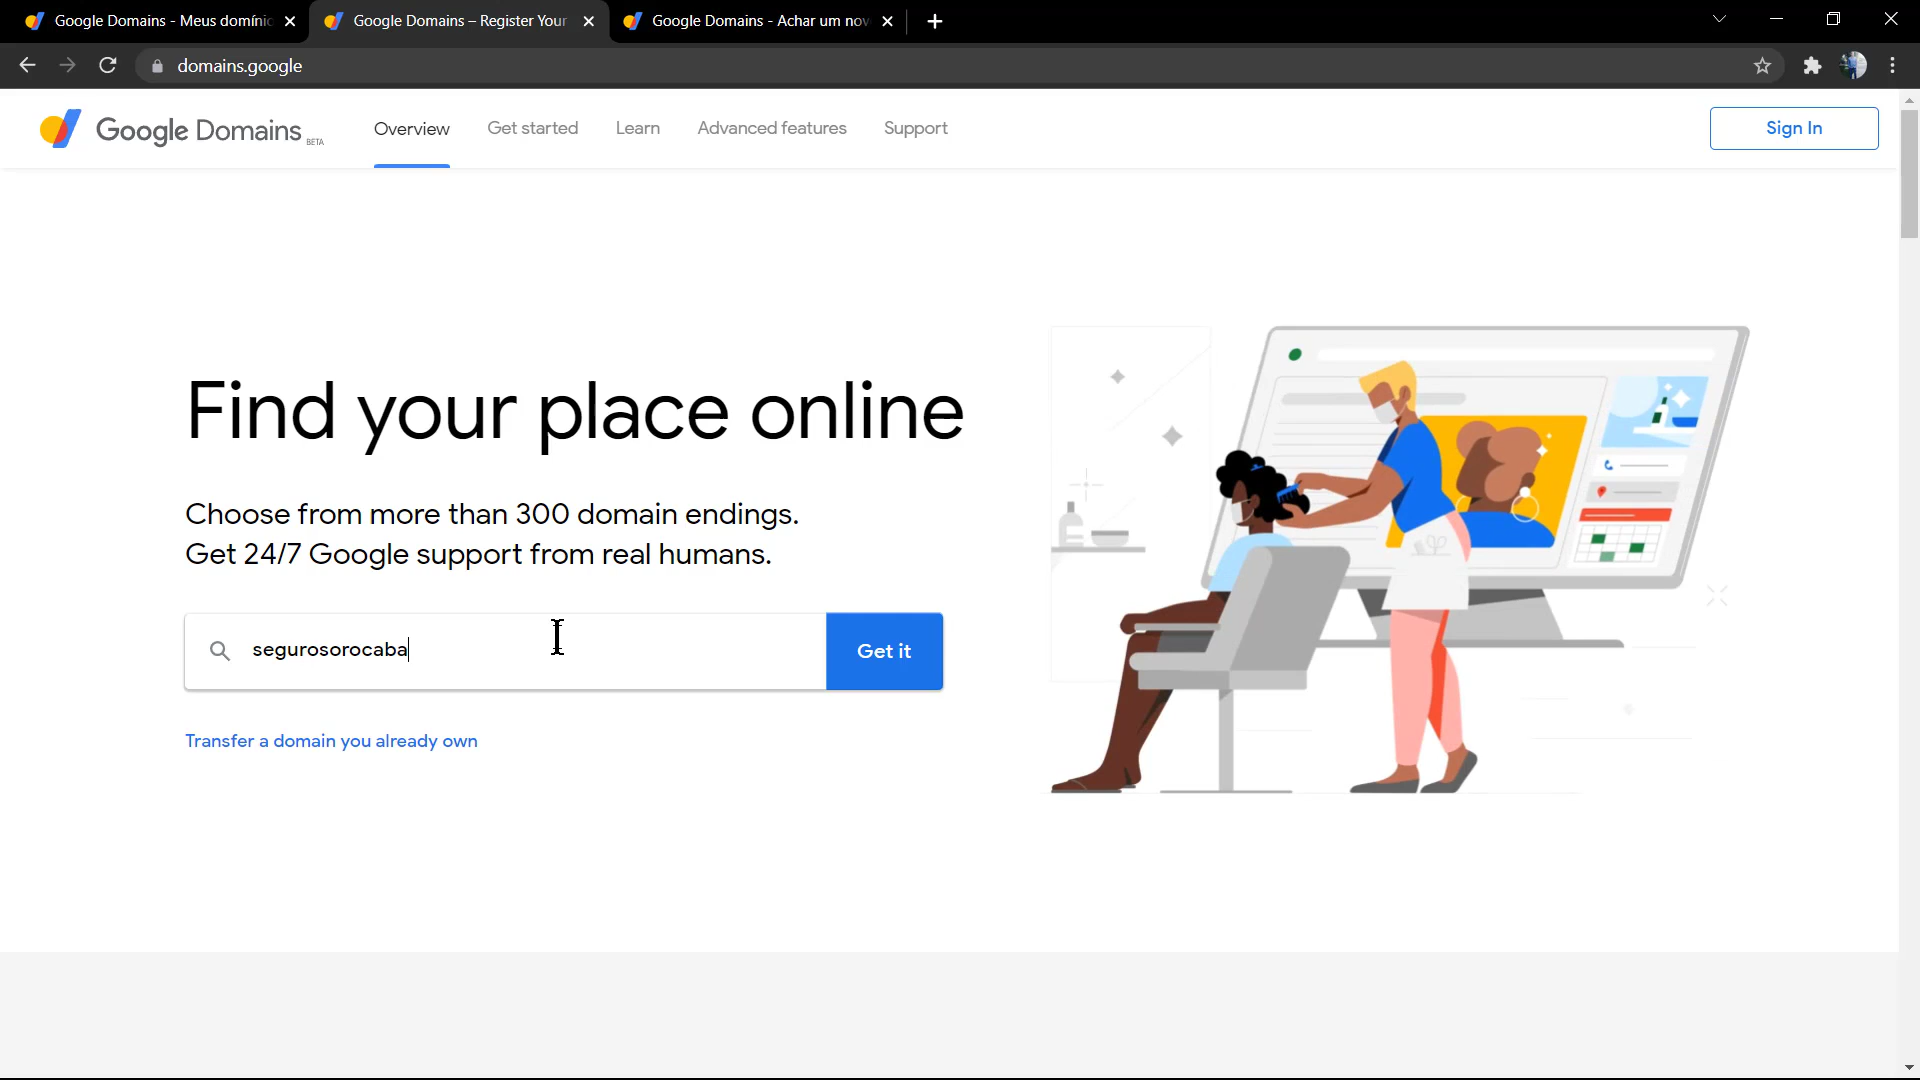 Google Domains - Meus domínio
Google Domains – Register Your
Google Domains - Achar um nov
domains.google
Google Domains BETA
Overview
Get started
Learn
Advanced features
Support
Sign In
Find your place online
Choose from more than 300 domain endings.
Get 24/7 Google support from real humans.
segurosorocaba
Get it
Transfer a domain you already own